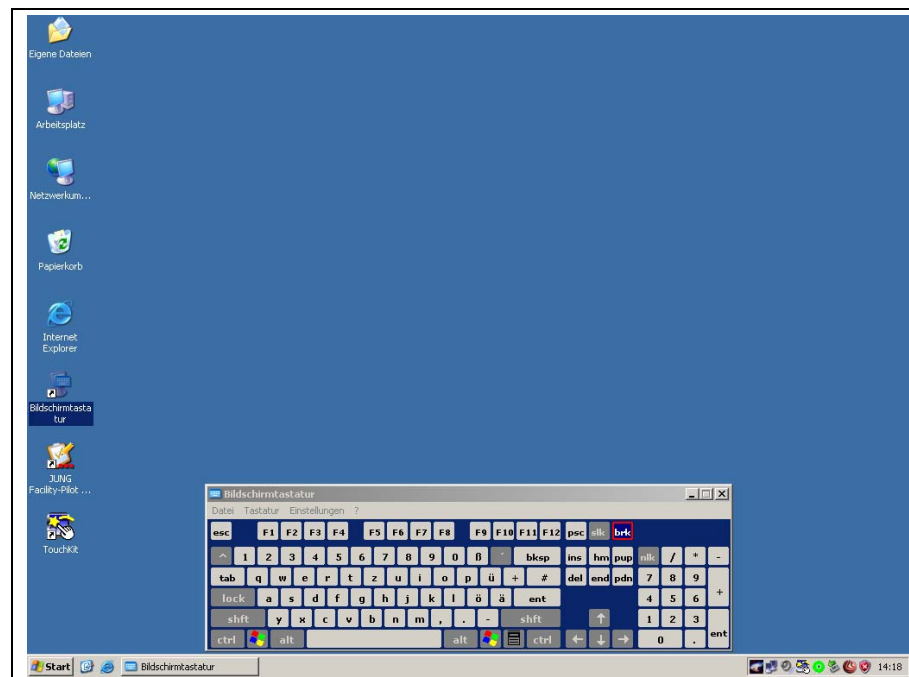 Eigene Dateien
Arbeitsplatz
Netzwerkum...
Papierkorb
Internet
Explorer
Bildschirmtasta
tur
JUNG
Facility-Pilot ...
TouchKit
Bildschirmtastatur
Datei Tastatur Einstellungen ?
esc F1 F2 F3 F4 F5 F6 F7 F8 F9 F10 F11 F12 psc slk brk
^ 1 2 3 4 5 6 7 8 9 0 ß ´ bksp ins hm pup nlk / * -
tab q w e r t z u i o p ü + # del end pdn 7 8 9 +
lock a s d f g h j k l ö ä ent 4 5 6
shft y x c v b n m , . - shft ↑ 1 2 3 ent
ctrl alt alt ctrl ← ↓ → 0 .
Start Bildschirmtastatur 14:18